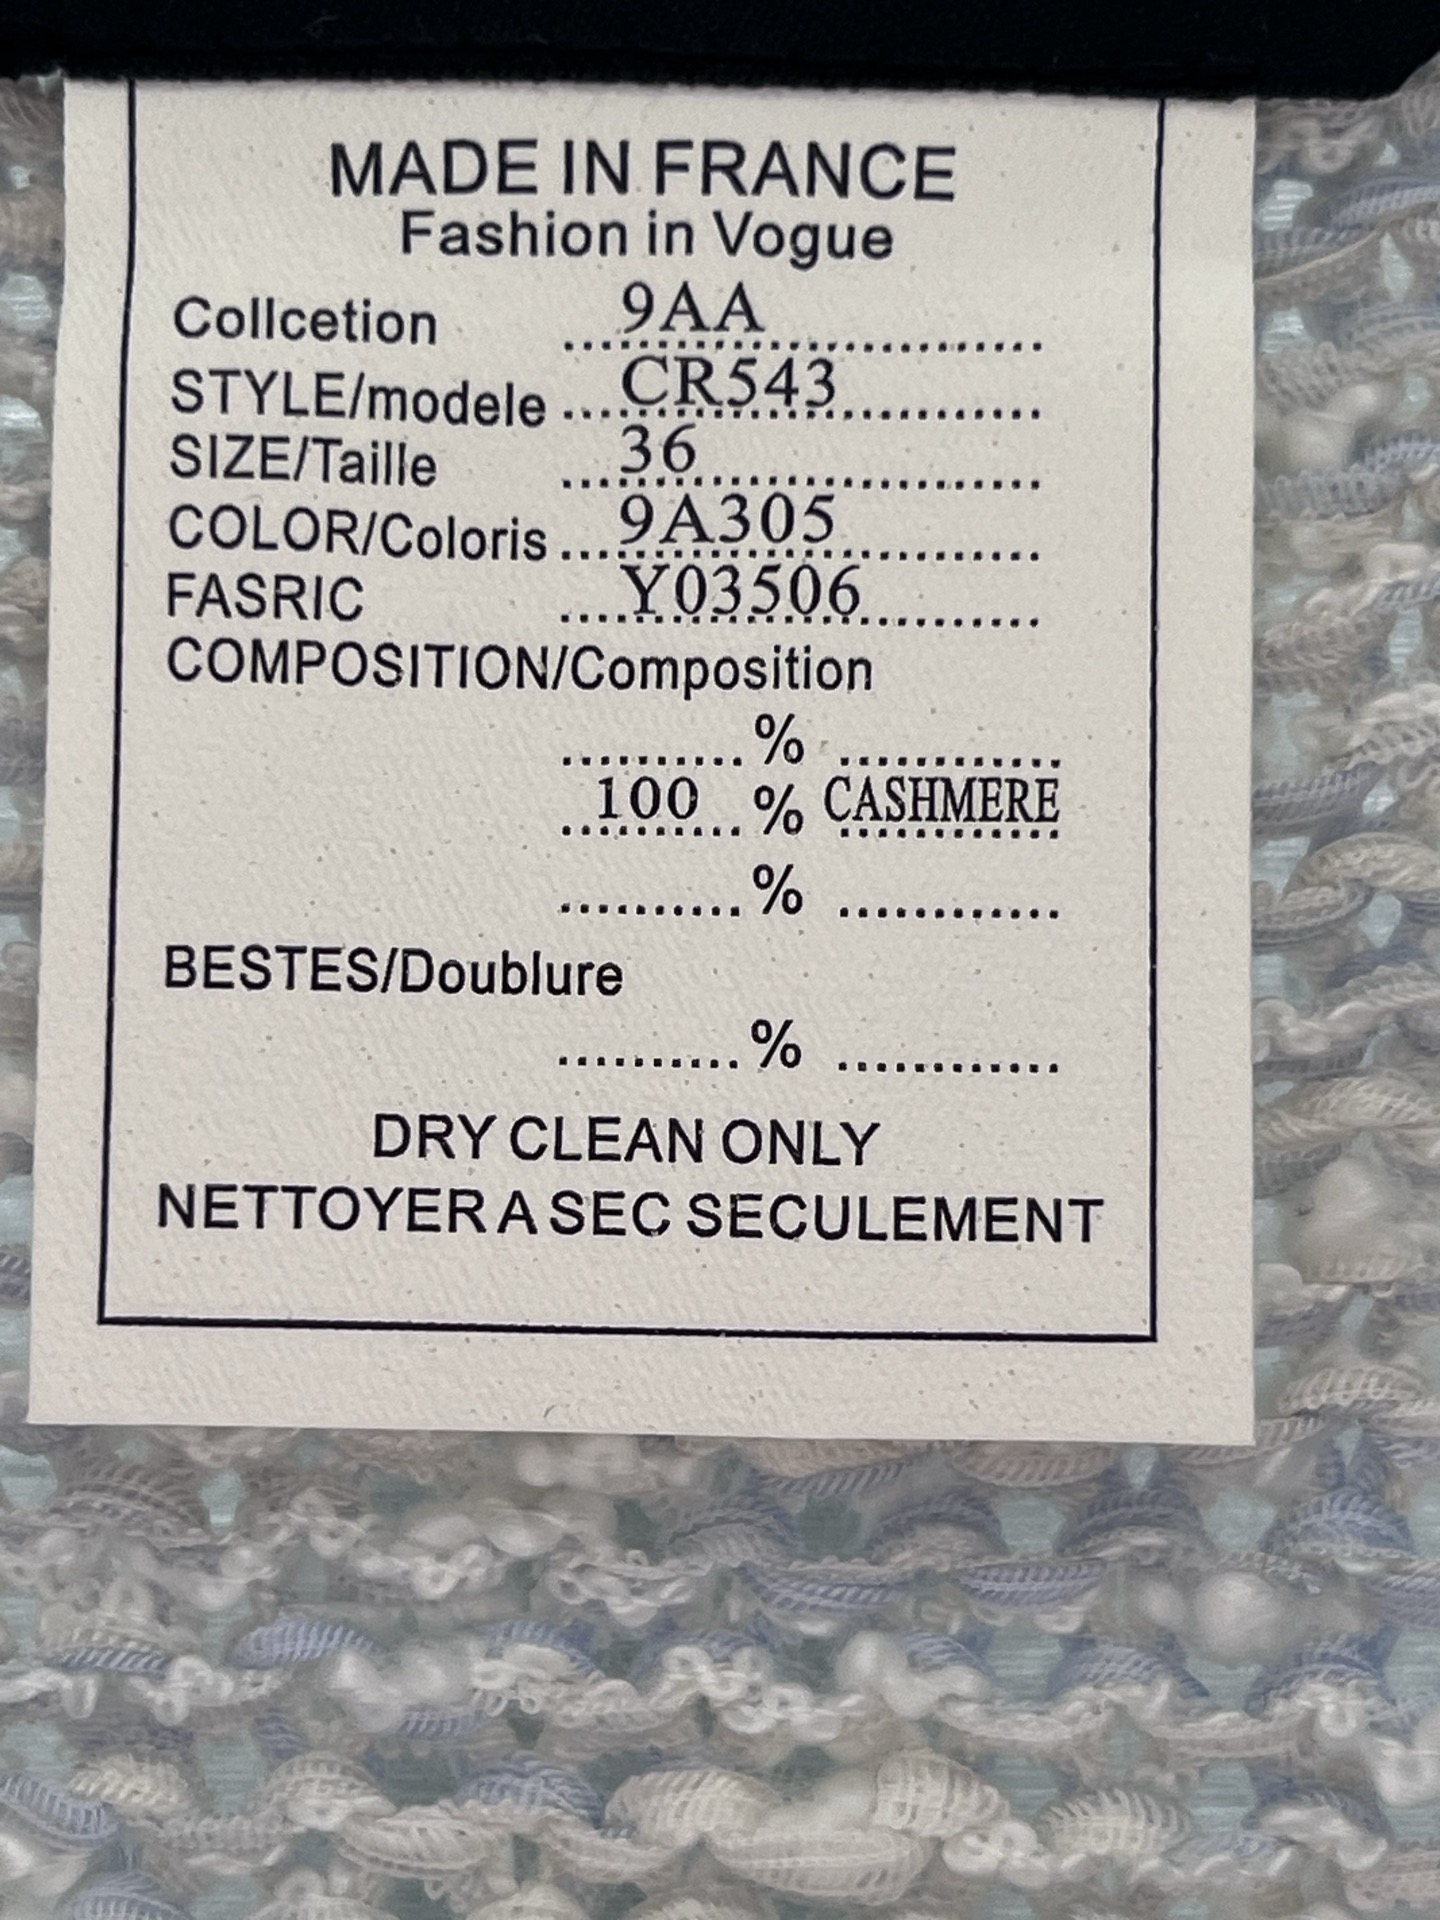 MADE IN FRANCE
Fashion in Vogue
Collcetion ....9AA....................
STYLE/modele ....CR543....................
SIZE/Taille ....36....................
COLOR/Coloris ....9A305....................
FASRIC ....Y03506....................
COMPOSITION/Composition
..........% ............
100 % CASHMERE
..........% ............
BESTES/Doublure
..........% ............
DRY CLEAN ONLY
NETTOYER A SEC SECULEMENT